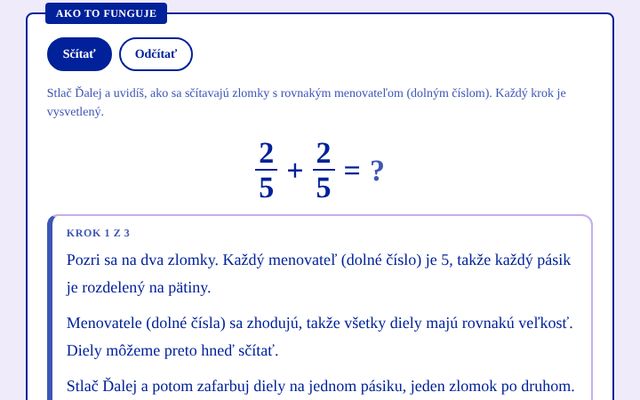 AKO TO FUNGUJE
Sčítať Odčítať
Stlač Ďalej a uvidíš, ako sa sčítavajú zlomky s rovnakým menovateľom (dolným číslom). Každý krok je
vysvetlený.
2/5 + 2/5 = ?
KROK 1 Z 3
Pozri sa na dva zlomky. Každý menovateľ (dolné číslo) je 5, takže každý pásik
je rozdelený na pätiny.
Menovatele (dolné čísla) sa zhodujú, takže všetky diely majú rovnakú veľkosť.
Diely môžeme preto hneď sčítať.
Stlač Ďalej a potom zafarbuj diely na jednom pásiku, jeden zlomok po druhom.